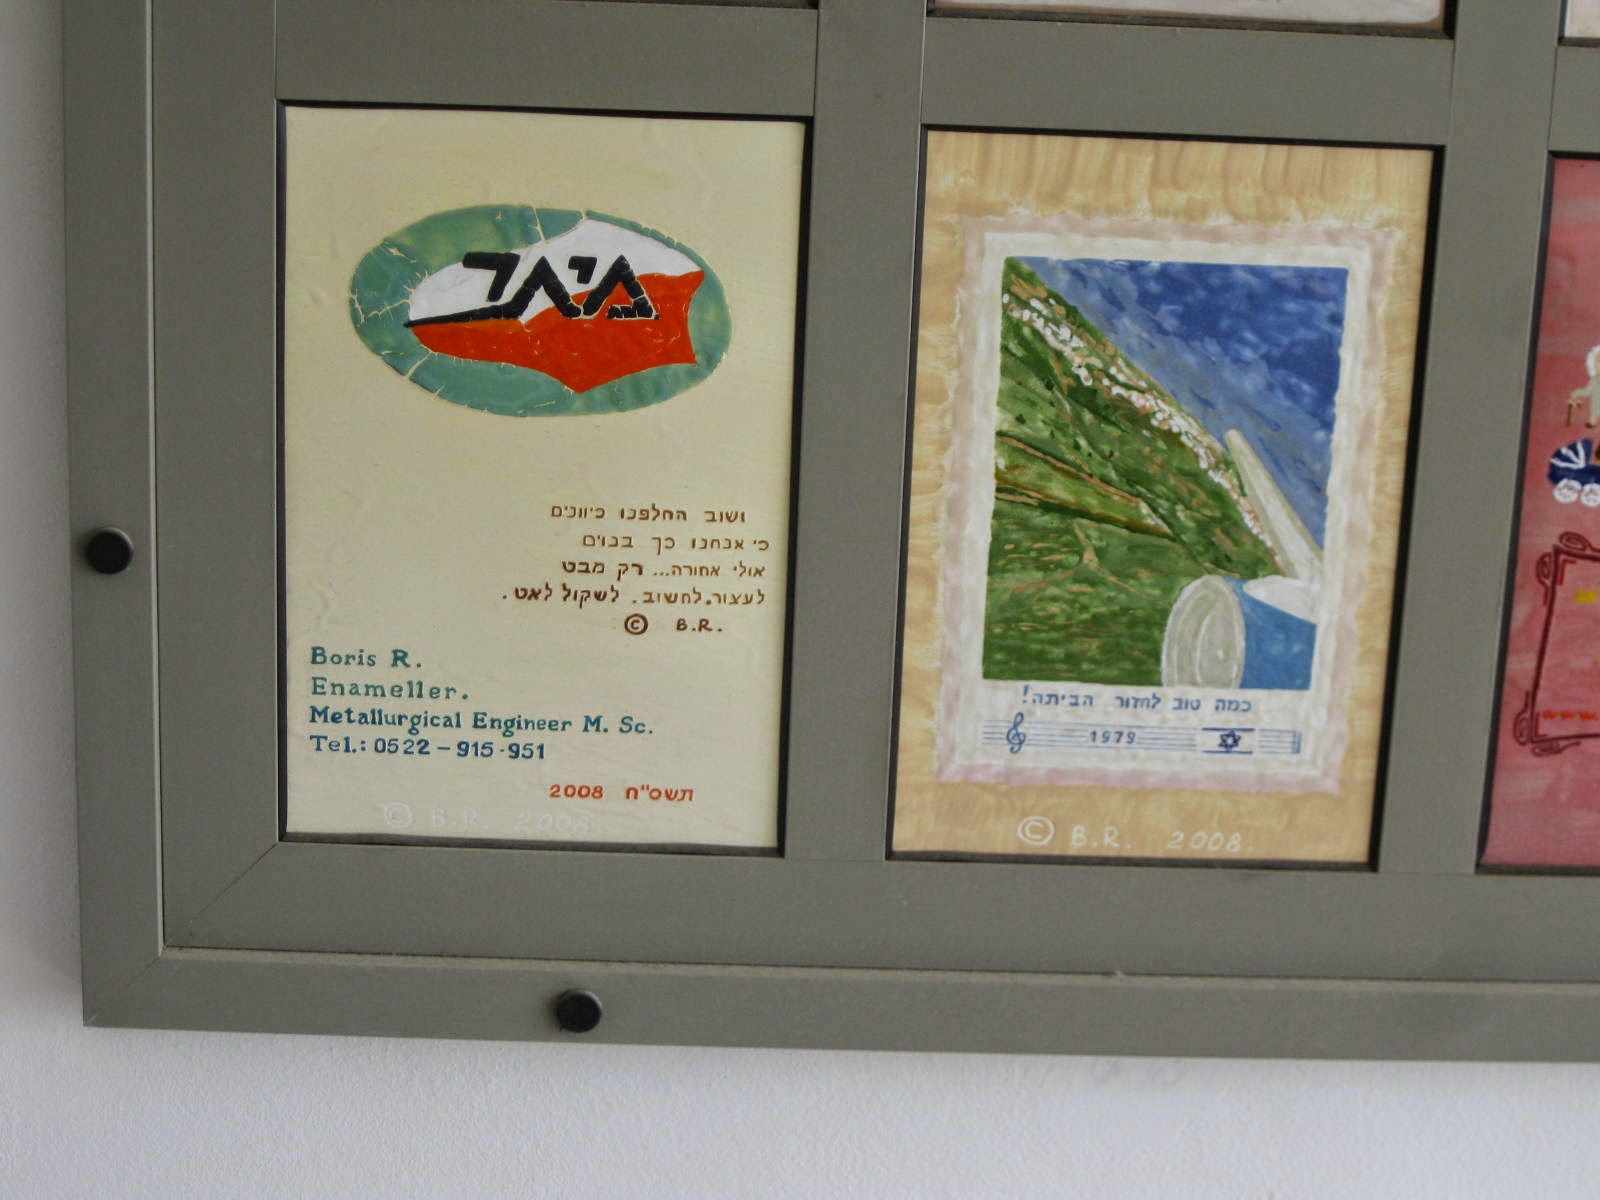 מיתר
ושוב החלפנו כיוונים
כי אנחנו כך בנוים
אולי אחורה... רק מבט
לעצור. לחשוב. לשקול לאט.
© B.R.
Boris R.
Enameller.
Metallurgical Engineer M. Sc.
Tel.: 0522-915-951
2008 תשס"ח
© B.R. 2008
כמה טוב לחזור הביתה!
1979
© B.R. 2008.